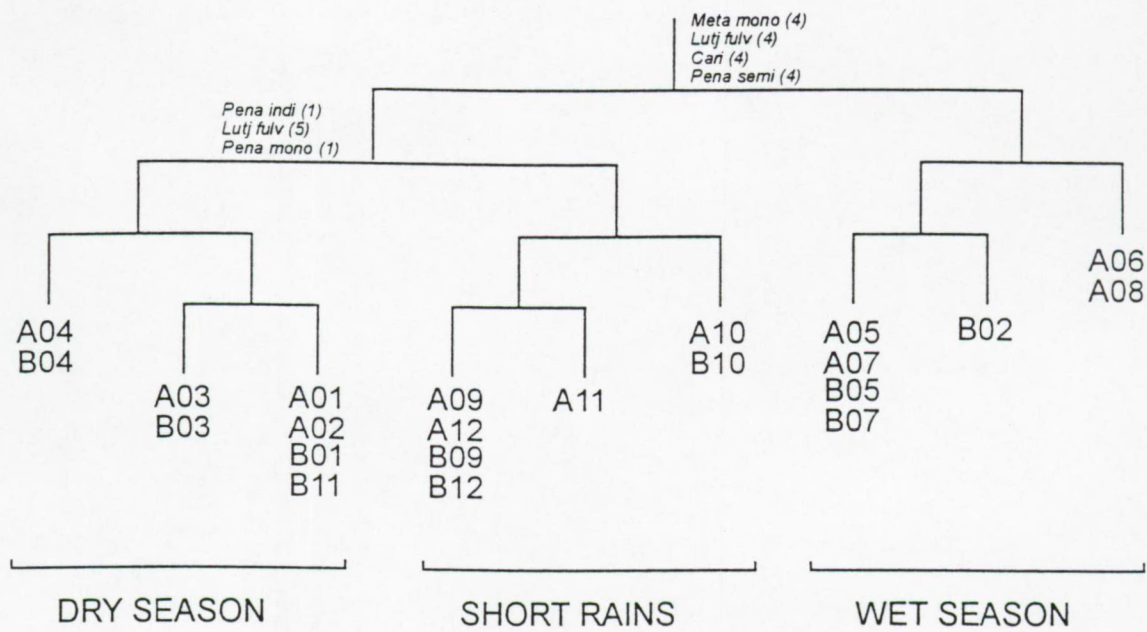 Meta mono (4)
Lutj fulv (4)
Cari (4)
Pena semi (4)
Pena indi (1)
Lutj fulv (5)
Pena mono (1)
A04
B04
A03
B03
A01
A02
B01
B11
A09
A12
B09
B12
A11
A10
B10
A05
A07
B05
B07
B02
A06
A08
DRY SEASON
SHORT RAINS
WET SEASON